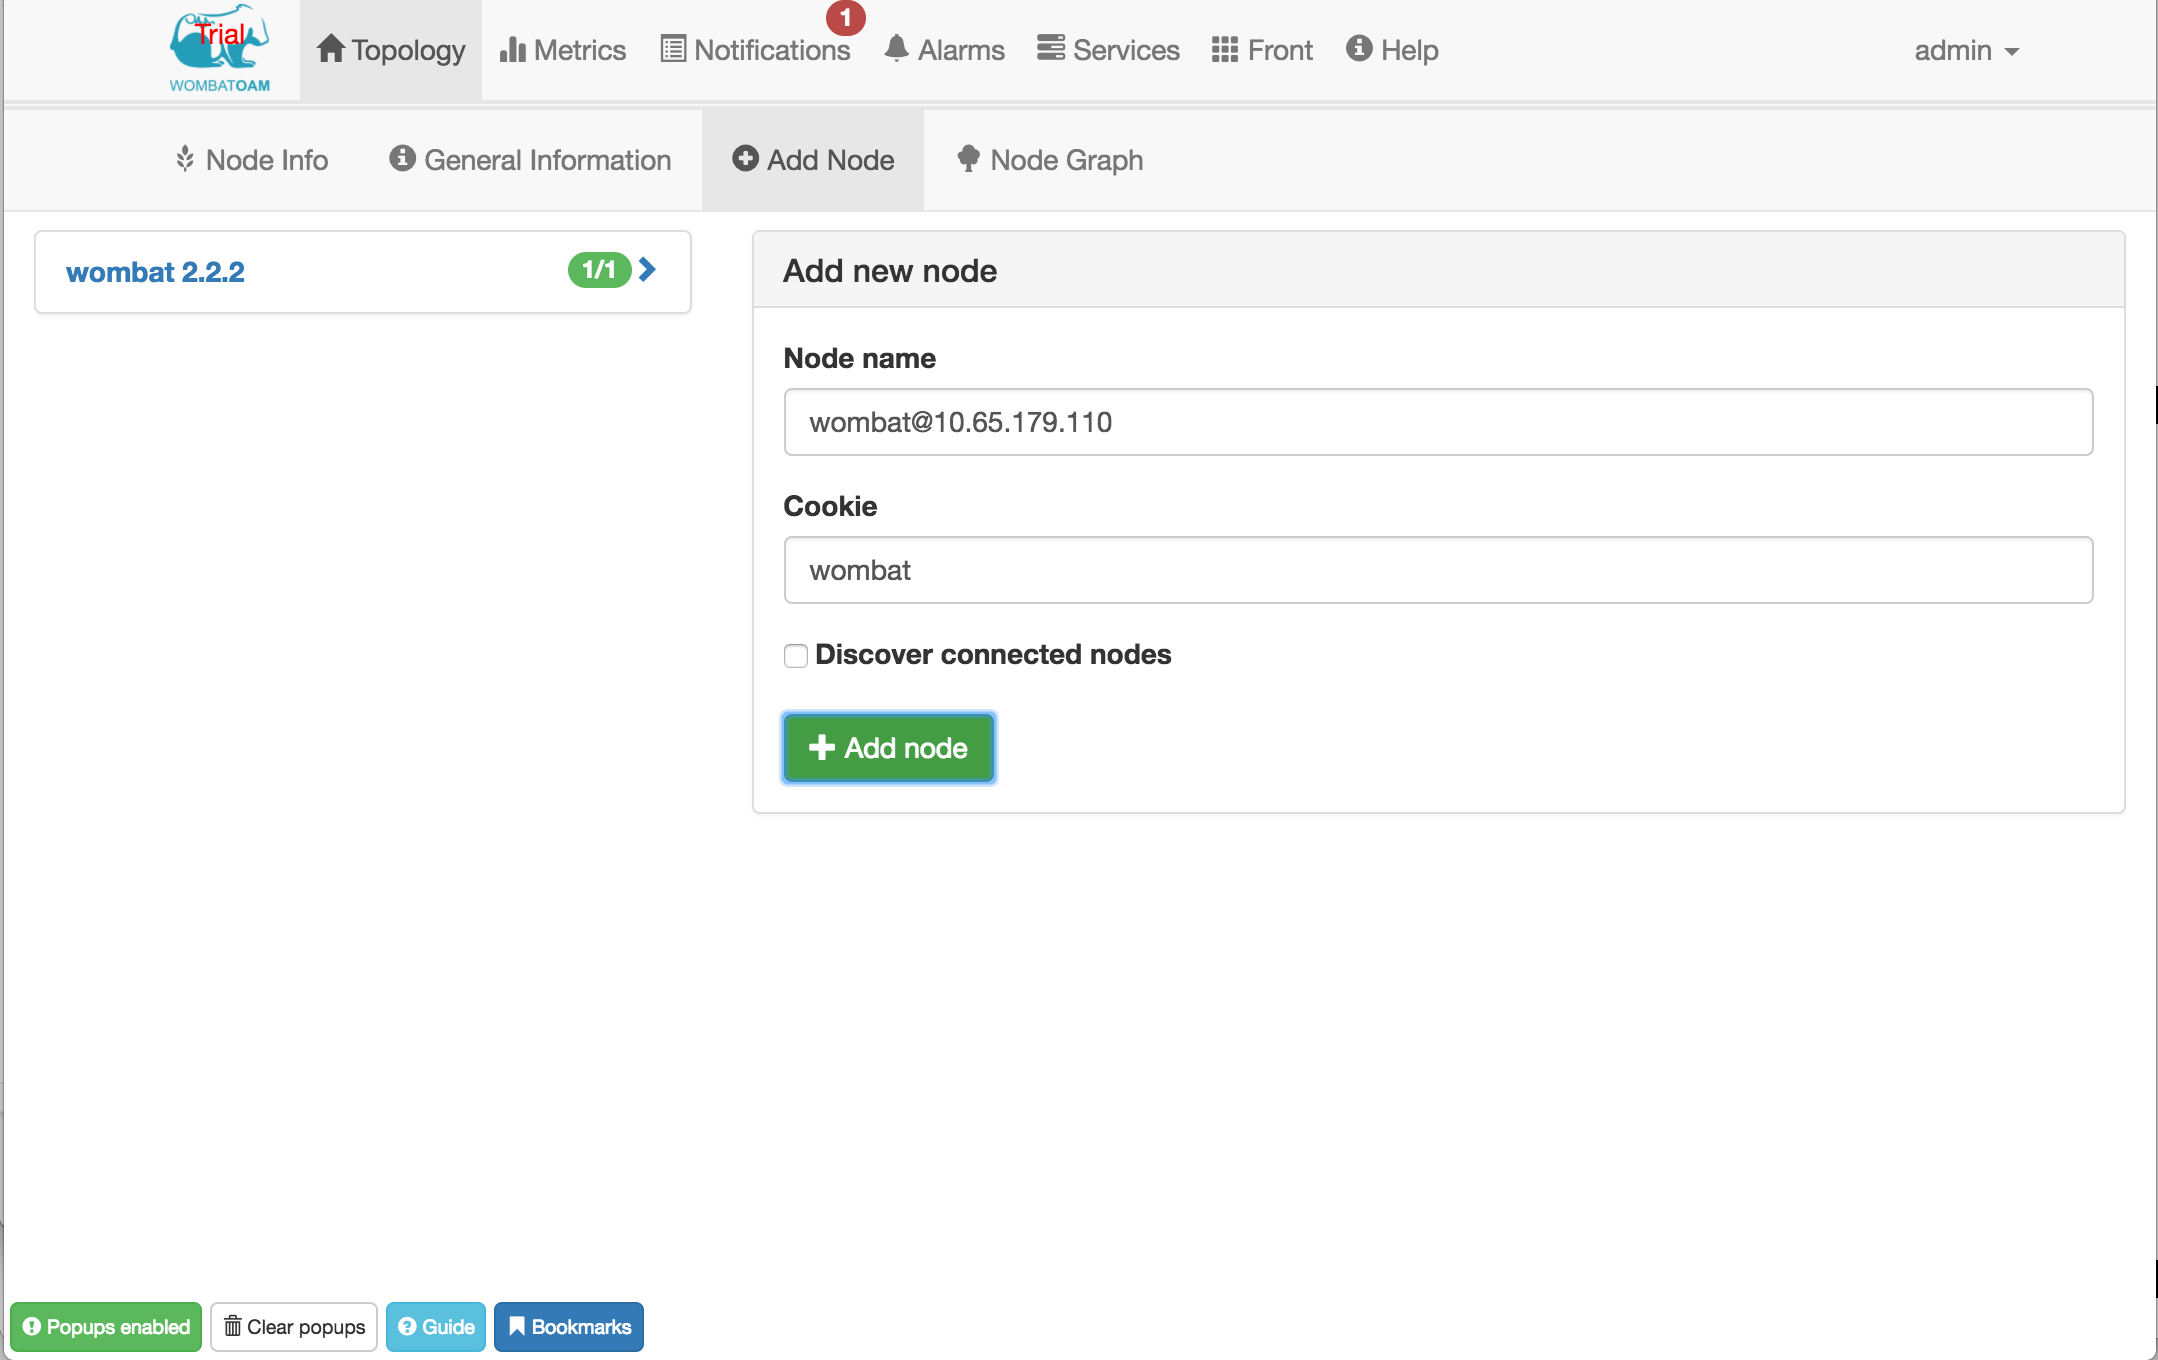 Trial
WOMBATOAM
Topology
Metrics
Notifications
1
Alarms
Services
Front
Help
admin
Node Info
General Information
Add Node
Node Graph
wombat 2.2.2
1/1
Add new node
Node name
wombat@10.65.179.110
Cookie
wombat
Discover connected nodes
Add node
Popups enabled
Clear popups
Guide
Bookmarks